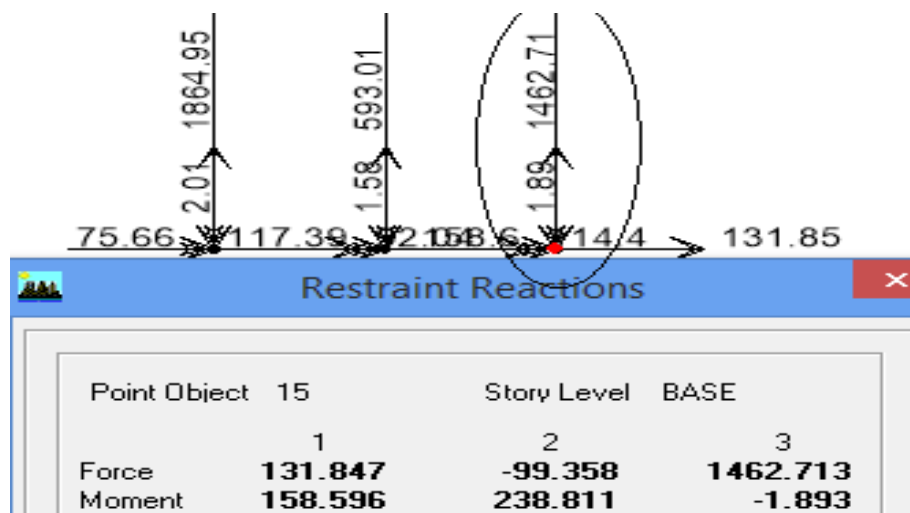 1864.95
593.01
1462.71
2.01
1.58
1.89
75.66 117.39 14.4 131.85
Restraint Reactions
Point Object 15 Story Level BASE
1 2 3
Force 131.847 -99.358 1462.713
Moment 158.596 238.811 -1.893